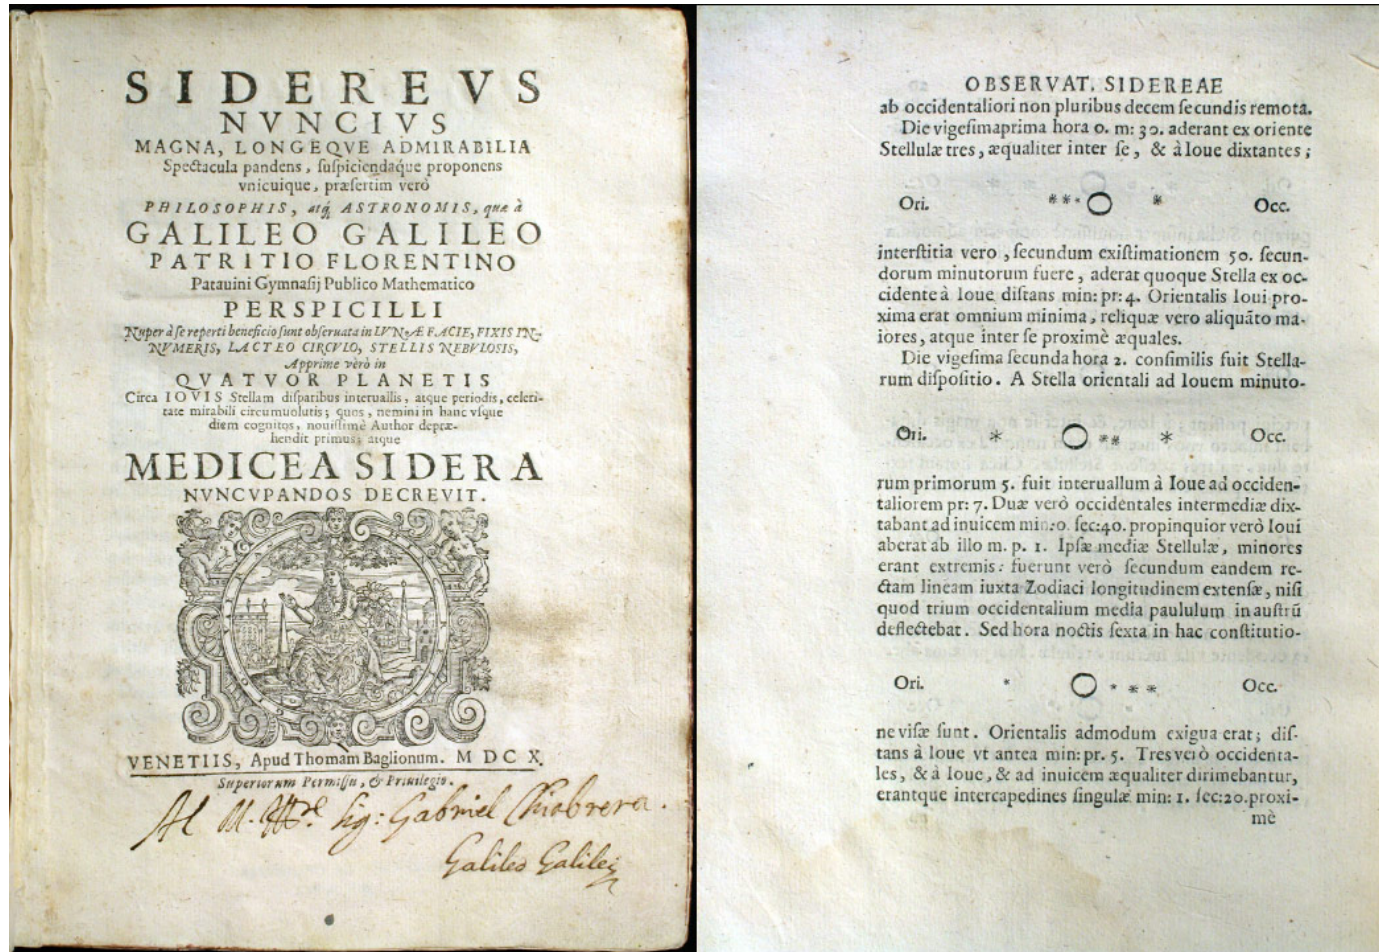 SIDEREVS
NVNCIVS
MAGNA, LONGEQVE ADMIRABILIA
Spectacula pandens, suspiciendaq́ue proponens
vnicuique, præsertim verò
PHILOSOPHIS, atq́ ASTRONOMIS, quæ à
GALILEO GALILEO
PATRITIO FLORENTINO
Patauini Gymnasij Publico Mathematico
PERSPICILLI
Nuper à se reperti beneficio sunt obseruata in LVNÆ FACIE, FIXIS IN-
NVMERIS, LACTEO CIRCVLO, STELLIS NEBVLOSIS,
Apprime verò in
QVATVOR PLANETIS
Circa IOVIS Stellam disparibus interuallis, atque periodis, celeri-
tate mirabili circumuolutis; quos, nemini in hanc vsque
diem cognitos, nouissimè Author depræ-
hendit primus; atque
MEDICEA SIDERA
NVNCVPANDOS DECREVIT.
VENETIIS, Apud Thomam Baglionum. M DC X.
Superiorum Permissu, & Priuilegio.
Al M. Sig: Gabriel Chiabrera.
Galileo Galilei
OBSERVAT. SIDEREAE
ab occidentaliori non pluribus decem secundis remota.
Die vigesimaprima hora 0. m: 30. aderant ex oriente
Stellulæ tres, æqualiter inter se, & à Ioue dixtantes;
Ori. ***O * Occ.
interstitia vero, secundum existimationem 50. secun-
dorum minutorum fuere, aderat quoque Stella ex oc-
cidente à Ioue distans min: pr: 4. Orientalis Ioui pro-
xima erat omnium minima, reliquæ vero aliquãto ma-
iores, atque inter se proximè æquales.
Die vigesima secunda hora 2. consimilis fuit Stella-
rum dispositio. A Stella orientali ad Iouem minuto-
Ori. * O ** * Occ.
rum primorum 5. fuit interuallum à Ioue ad occiden-
taliorem pr: 7. Duæ verò occidentales intermediæ dix-
tabant ad inuicem min: 0. sec: 40. propinquior verò Ioui
aberat ab illo m. p. 1. Ipsæ mediæ Stellulæ, minores
erant extremis: fuerunt verò secundum eandem re-
ctam lineam iuxta Zodiaci longitudinem extensæ, nisi
quod trium occidentalium media paululum in austrũ
deflectebat. Sed hora noctis sexta in hac constitutio-
Ori. * O * * * Occ.
ne visæ sunt. Orientalis admodum exigua erat; dis-
tans à Ioue vt antea min: pr. 5. Tres verò occidenta-
les, & à Ioue, & ad inuicem æqualiter dirimebantur,
erantque intercapedines singulæ min: 1. sec: 20. proxi-
mè